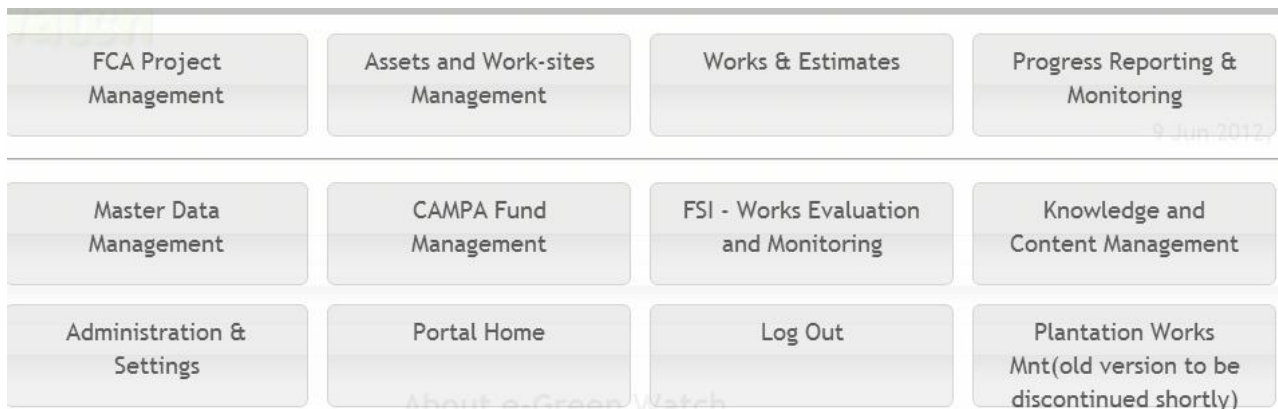 FCA Project
Management
Assets and Work-sites
Management
Works & Estimates
Progress Reporting &
Monitoring
9 Jun 2012,
Master Data
Management
CAMPA Fund
Management
FSI - Works Evaluation
and Monitoring
Knowledge and
Content Management
Administration &
Settings
Portal Home
Log Out
Plantation Works
Mnt(old version to be
discontinued shortly)
About e-Green Watch